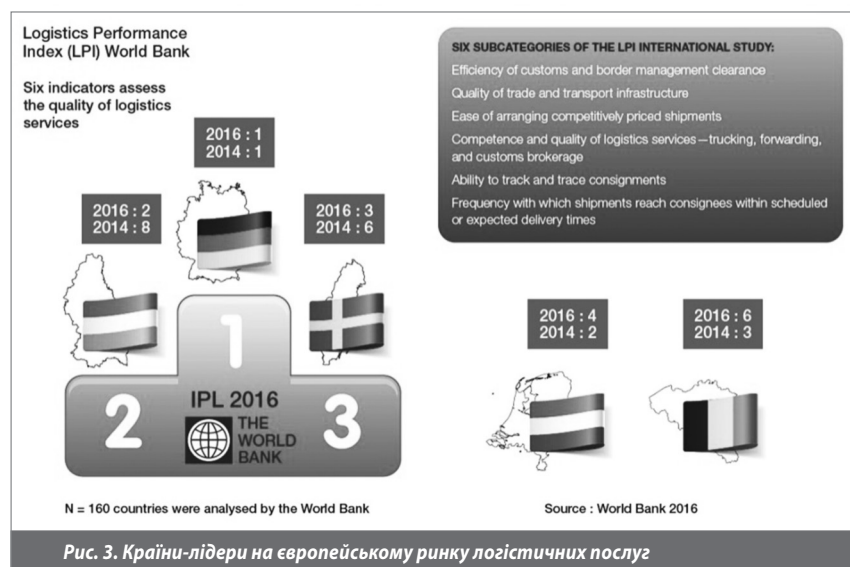 Logistics Performance
Index (LPI) World Bank
Six indicators assess
the quality of logistics
services
2016 : 1
2014 : 1
2016 : 2
2014 : 8
2016 : 3
2014 : 6
1
2
3
IPL 2016
THE
WORLD
BANK
N = 160 countries were analysed by the World Bank
SIX SUBCATEGORIES OF THE LPI INTERNATIONAL STUDY:
Efficiency of customs and border management clearance
Quality of trade and transport infrastructure
Ease of arranging competitively priced shipments
Competence and quality of logistics services—trucking, forwarding,
and customs brokerage
Ability to track and trace consignments
Frequency with which shipments reach consignees within scheduled
or expected delivery times
2016 : 4
2014 : 2
2016 : 6
2014 : 3
Source : World Bank 2016
Рис. 3. Країни-лідери на європейському ринку логістичних послуг